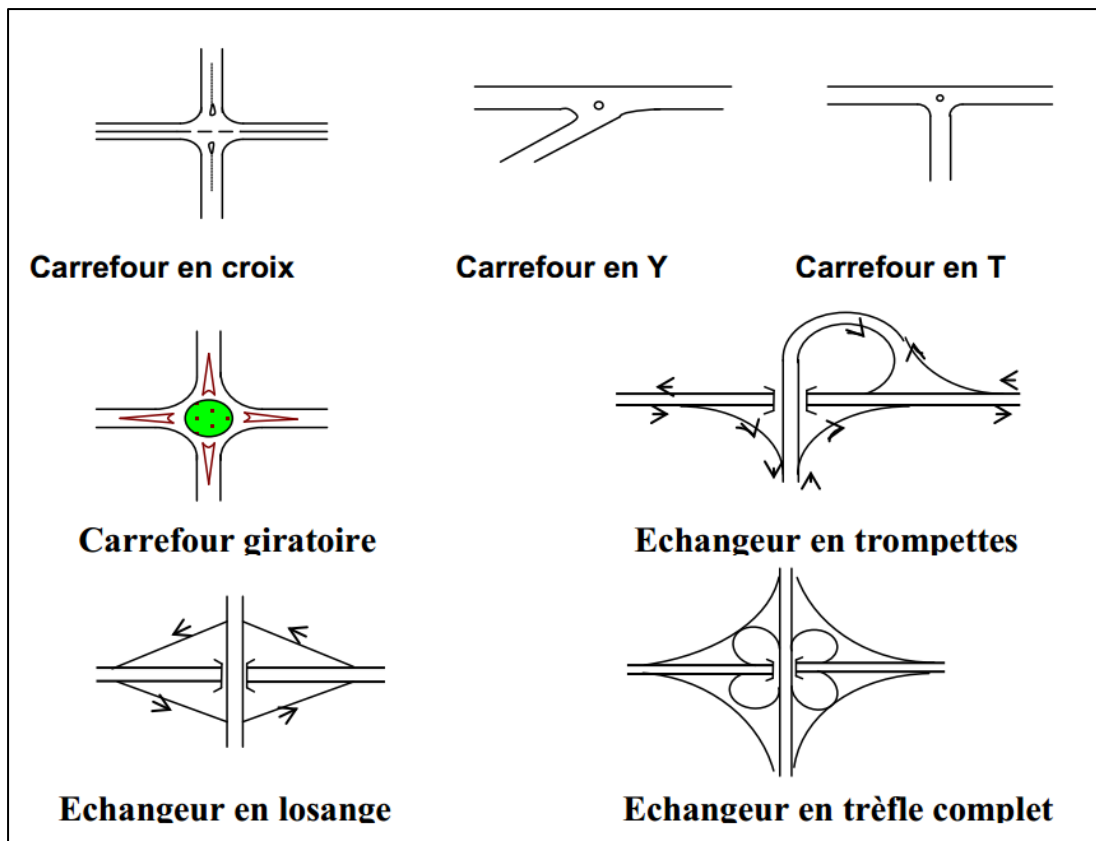 Carrefour en croix
Carrefour en Y
Carrefour en T
Carrefour giratoire
Echangeur en trompettes
Echangeur en losange
Echangeur en trèfle complet